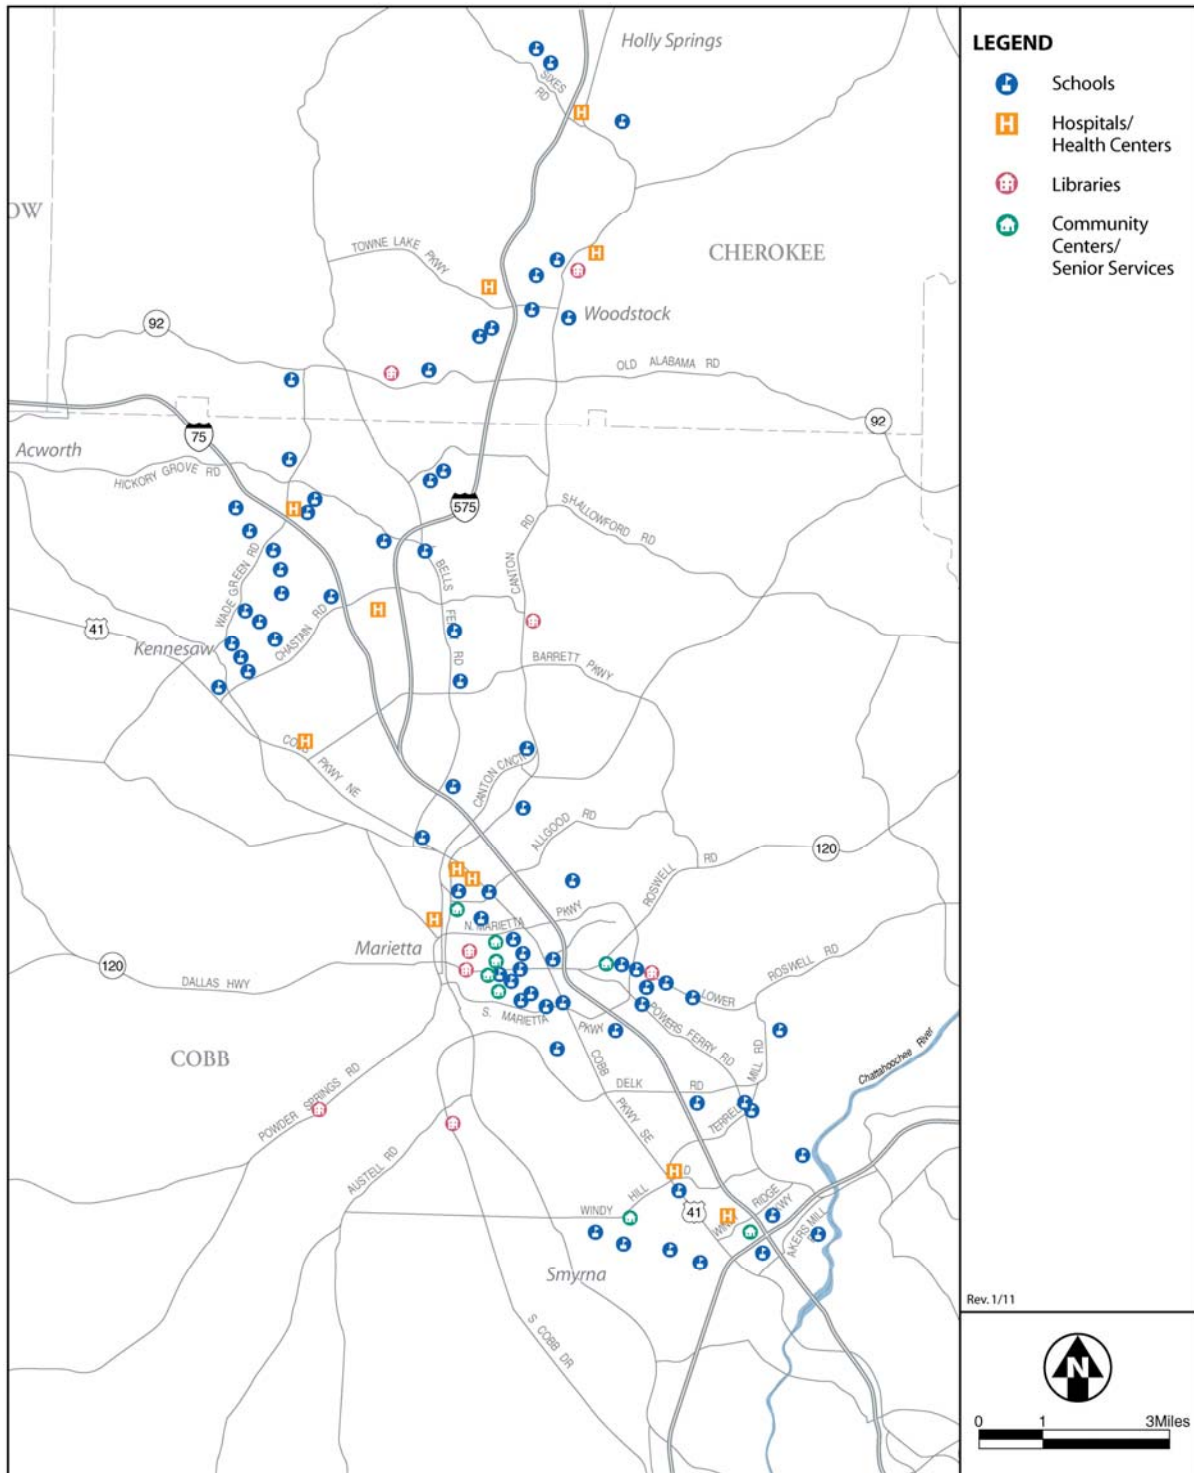 Holly Springs
SIXES
RD
H
OW
TOWNE LAKE PKWY
H
CHEROKEE
H
Woodstock
92
OLD ALABAMA RD
92
75
Acworth
HICKORY GROVE RD
575
H
SHALLOWFORD RD
CANTON RD
BELLS FE RD
WADE GREEN RD
H
41
CHASTAIN RD
Kennesaw
BARRETT PKWY
H
COBB PKWY NE
CANTON CNCTR
ALLGOOD RD
120
ROSWELL RD
H
H
H
N. MARIETTA PKWY
Marietta
120
DALLAS HWY
LOWER ROSWELL RD
S. MARIETTA PKWY
POWERS FERRY RD
COBB
Chattahoochee River
COBB PKWY SE
DELK RD
TERRELL MILL RD
POWDER SPRINGS RD
AUSTELL RD
H
WINDY HILL
41
H
RIDGE
AKERS MILL
Smyrna
S COBB DR
LEGEND
Schools
H
Hospitals/
Health Centers
Libraries
Community
Centers/
Senior Services
Rev. 1/11
N
0 1 3Miles